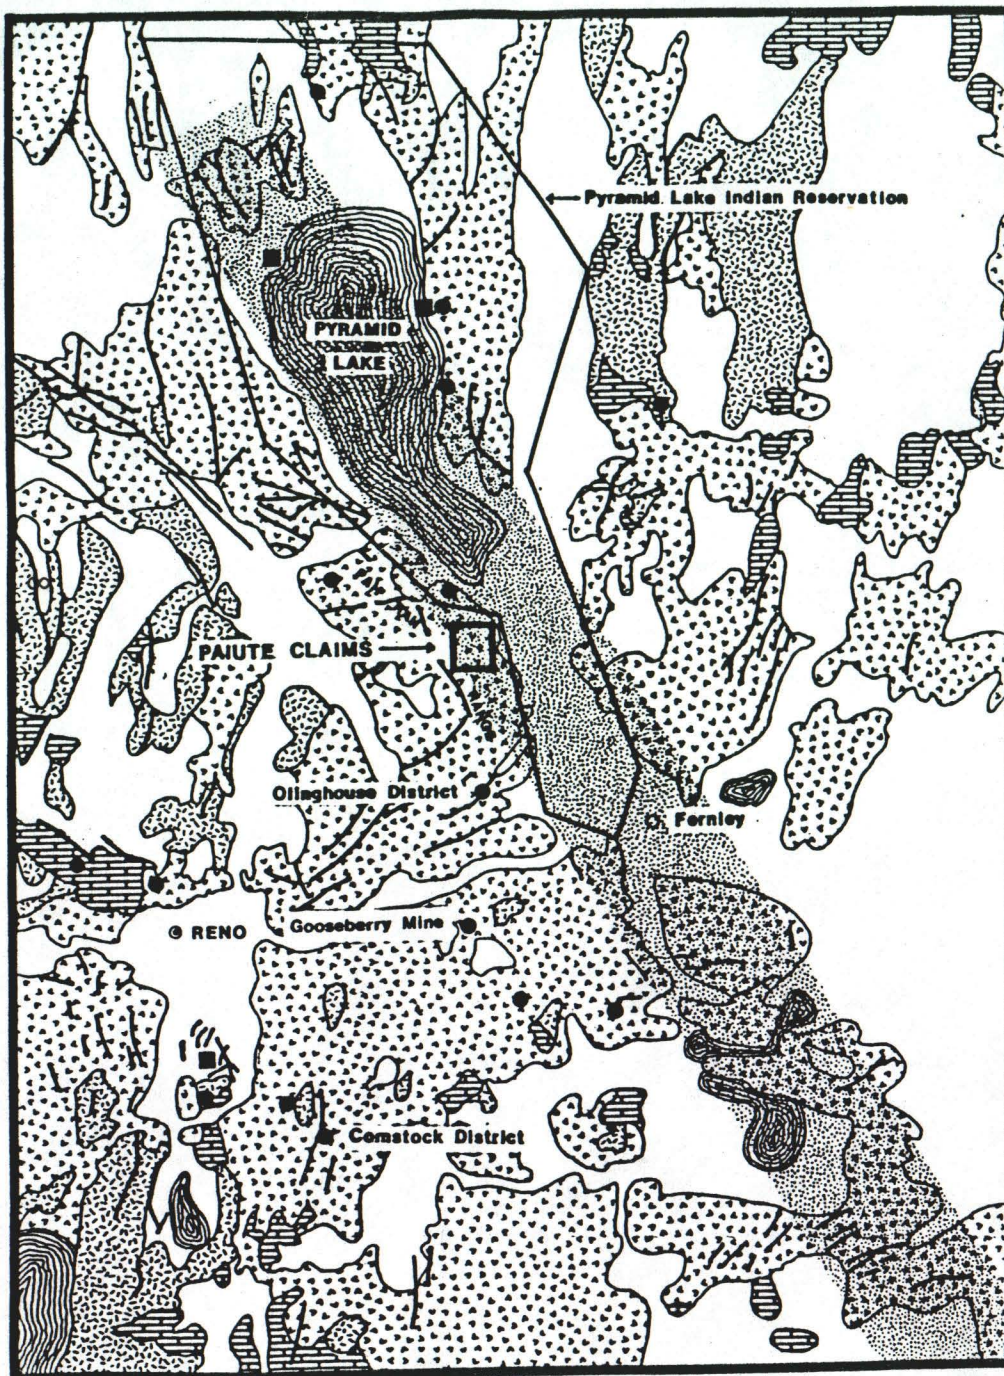 Pyramid Lake Indian Reservation
PYRAMID
LAKE
PAIUTE CLAIMS
Olinghouse District
Fernley
RENO
Gooseberry Mine
Comstock District